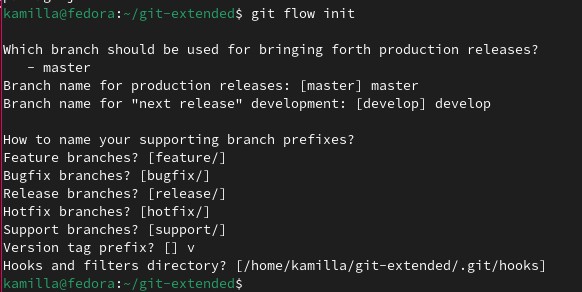 kamilla@fedora:~/git-extended$ git flow init
Which branch should be used for bringing forth production releases?
   - master
Branch name for production releases: [master] master
Branch name for "next release" development: [develop] develop
How to name your supporting branch prefixes?
Feature branches? [feature/]
Bugfix branches? [bugfix/]
Release branches? [release/]
Hotfix branches? [hotfix/]
Support branches? [support/]
Version tag prefix? [] v
Hooks and filters directory? [/home/kamilla/git-extended/.git/hooks]
kamilla@fedora:~/git-extended$